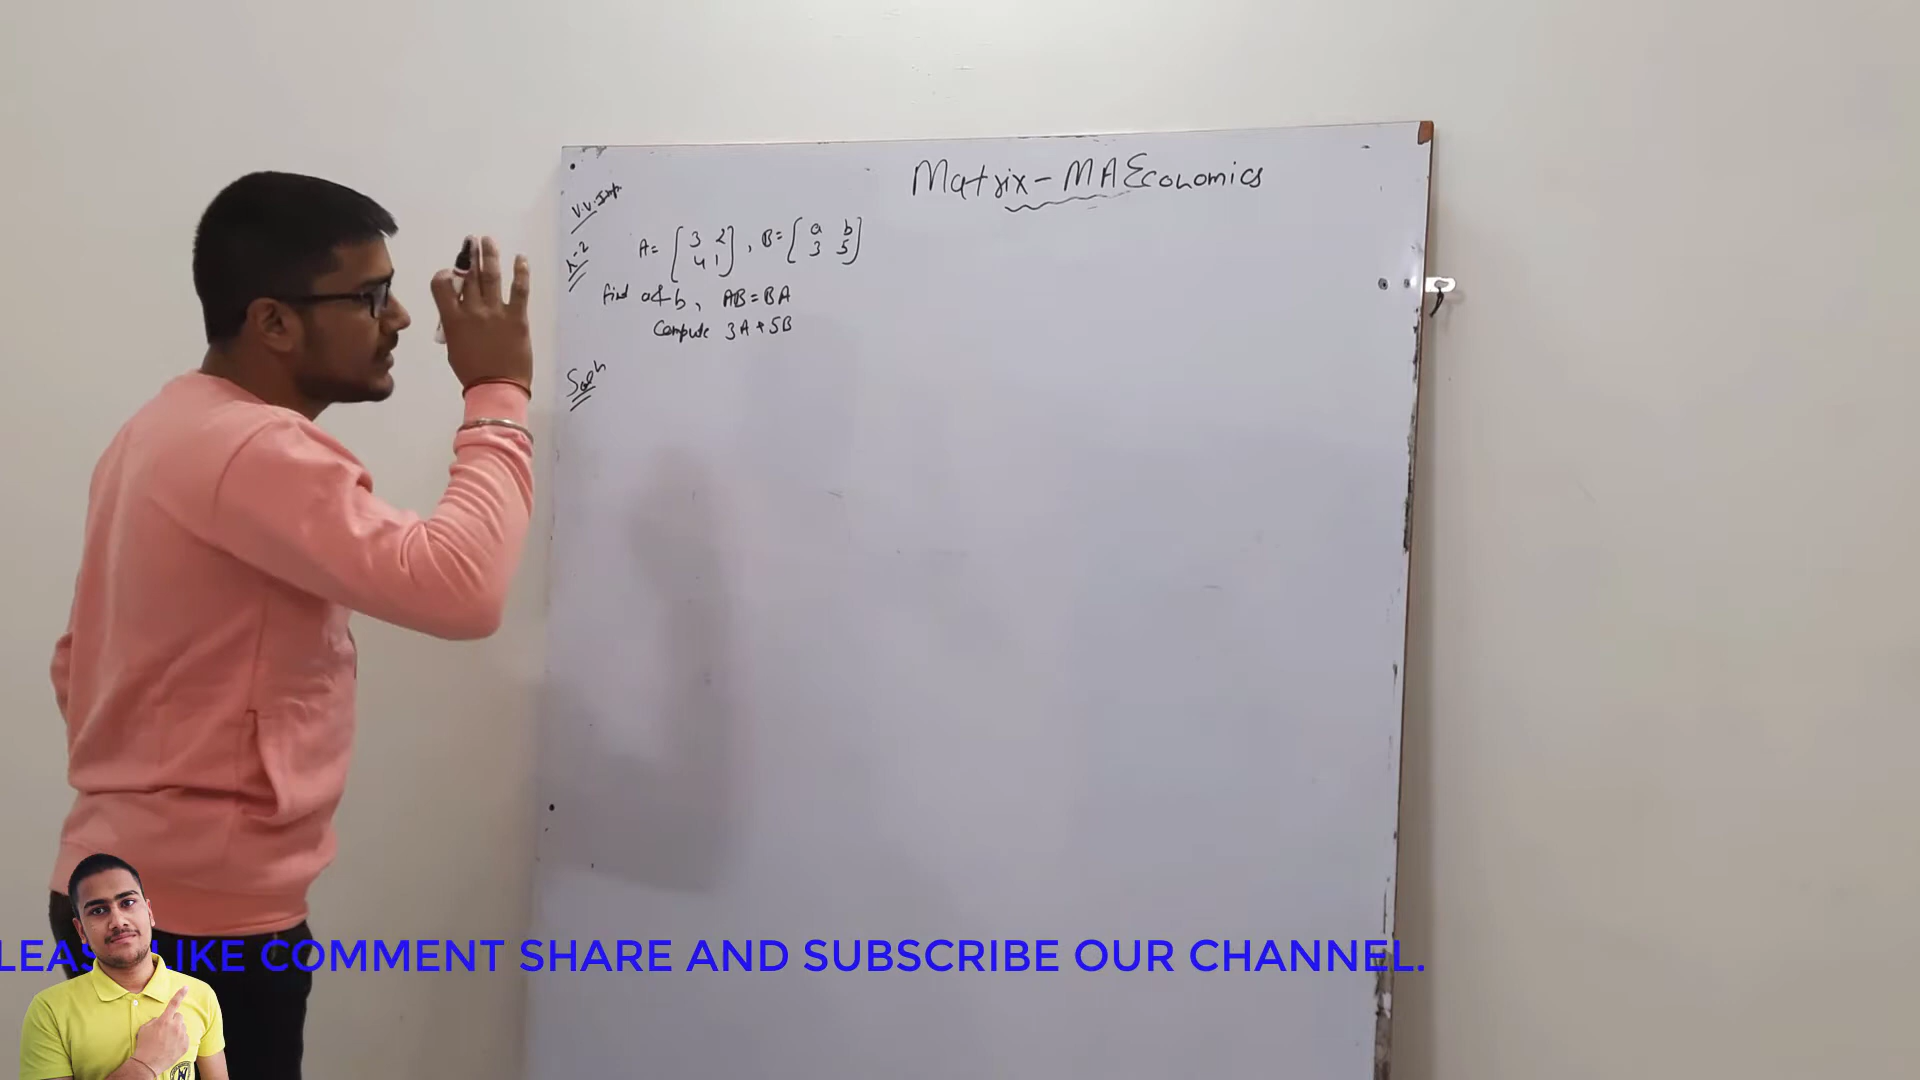 Matrix - MA Economics
V.V. Imp.
A = [3 2], B = [a b]
[4 1] [3 5]
find a & b, AB = BA
Compute 3A + 5B
Soln
LEAS LIKE COMMENT SHARE AND SUBSCRIBE OUR CHANNEL.